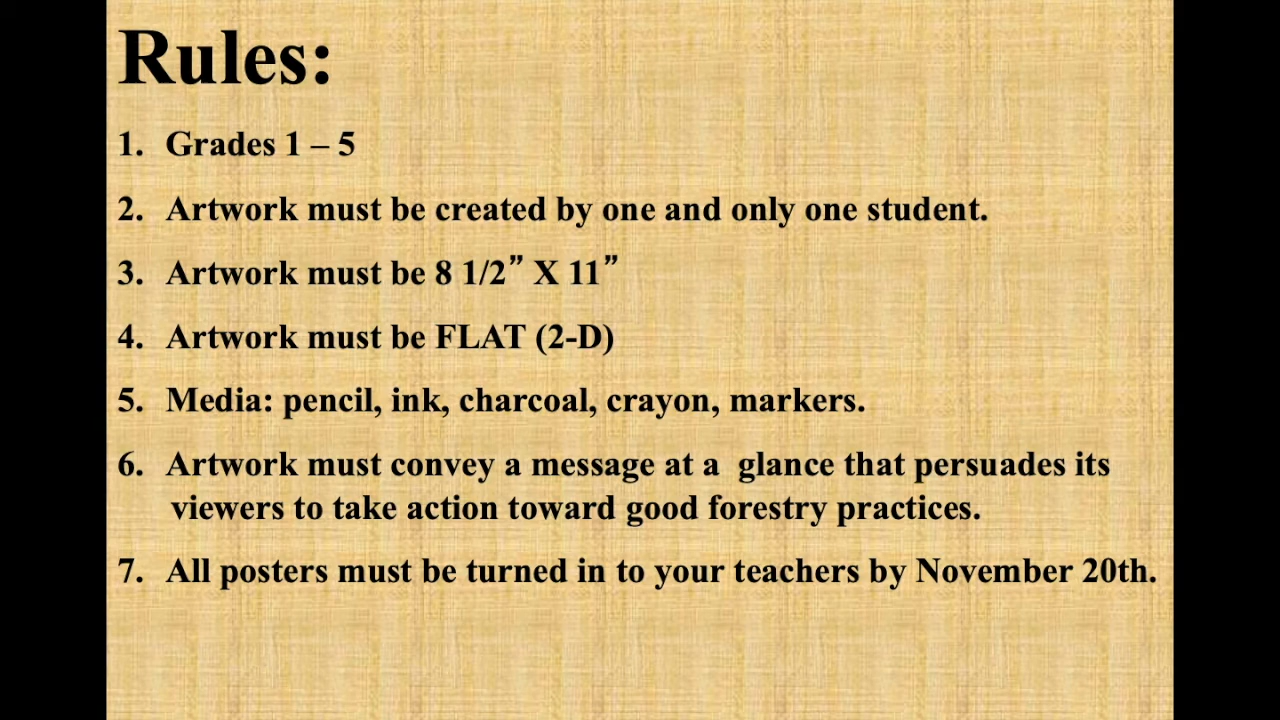 Rules:
1. Grades 1 – 5
2. Artwork must be created by one and only one student.
3. Artwork must be 8 1/2” X 11”
4. Artwork must be FLAT (2-D)
5. Media: pencil, ink, charcoal, crayon, markers.
6. Artwork must convey a message at a  glance that persuades its
viewers to take action toward good forestry practices.
7. All posters must be turned in to your teachers by November 20th.